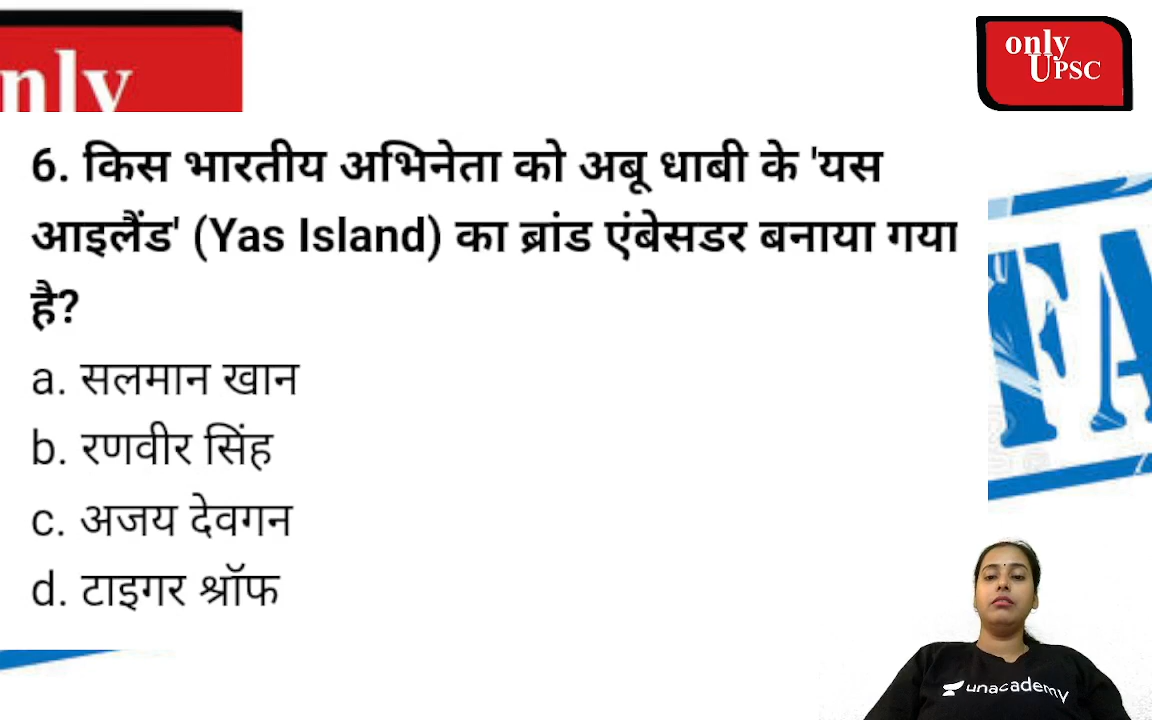 nly
only
UPSC
6. किस भारतीय अभिनेता को अबू धाबी के 'यस
आइलैंड' (Yas Island) का ब्रांड एंबेसडर बनाया गया
है?
a. सलमान खान
b. रणवीर सिंह
c. अजय देवगन
d. टाइगर श्रॉफ
FA
unacademy